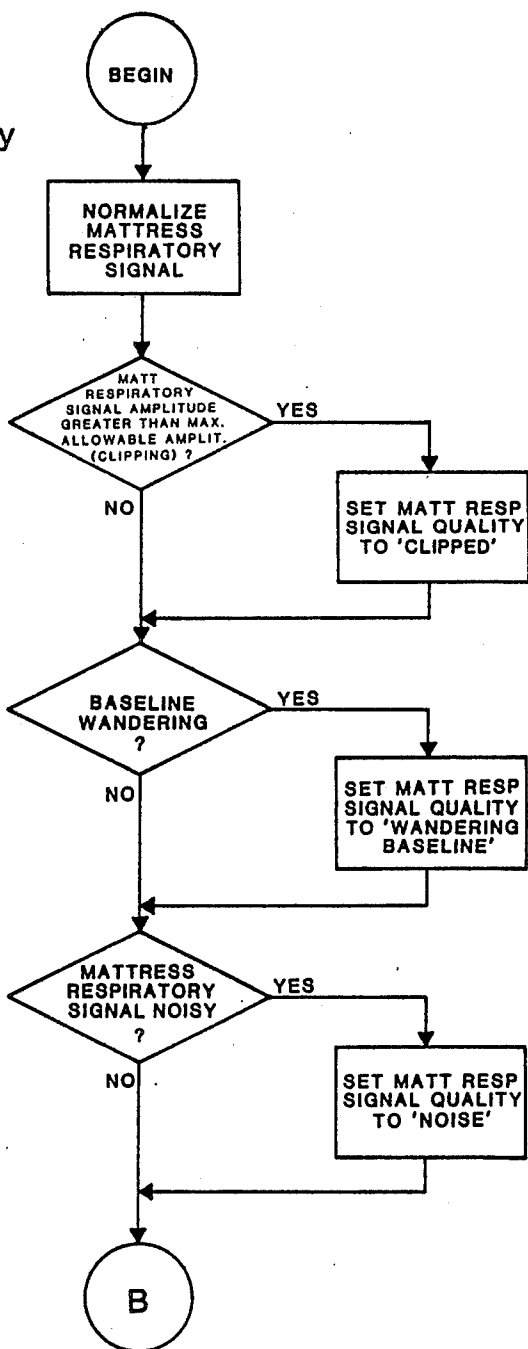 BEGIN
y
NORMALIZE
MATTRESS
RESPIRATORY
SIGNAL
MATT
RESPIRATORY
SIGNAL AMPLITUDE
GREATER THAN MAX.
ALLOWABLE AMPLIT.
(CLIPPING) ?
YES
NO
SET MATT RESP
SIGNAL QUALITY
TO 'CLIPPED'
BASELINE
WANDERING
?
YES
NO
SET MATT RESP
SIGNAL QUALITY
TO 'WANDERING
BASELINE'
MATTRESS
RESPIRATORY
SIGNAL NOISY
?
YES
NO
SET MATT RESP
SIGNAL QUALITY
TO 'NOISE'
B